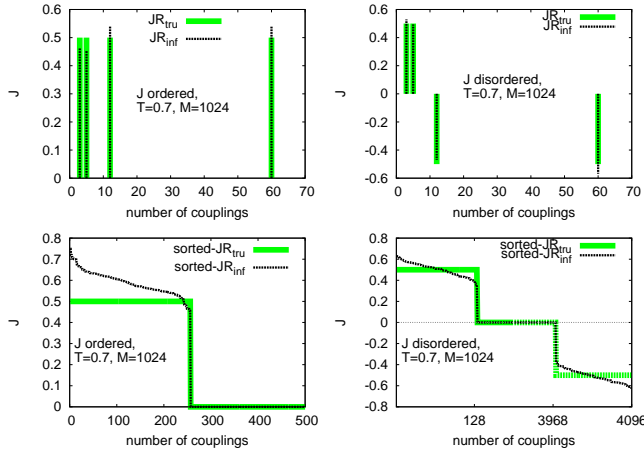 JR_tru
JR_inf
J ordered,
T=0.7, M=1024
J
0.6
0.5
0.4
0.3
0.2
0.1
0
0 10 20 30 40 50 60 70
number of couplings
JR_tru
JR_inf
J disordered,
T=0.7, M=1024
J
0.6
0.4
0.2
0
-0.2
-0.4
-0.6
0 10 20 30 40 50 60 70
number of couplings
sorted-JR_tru
sorted-JR_inf
J ordered,
T=0.7, M=1024
J
0.8
0.7
0.6
0.5
0.4
0.3
0.2
0.1
0
0 100 200 300 400 500
number of couplings
sorted-JR_tru
sorted-JR_inf
J disordered,
T=0.7, M=1024
J
0.8
0.6
0.4
0.2
0
-0.2
-0.4
-0.6
-0.8
128 3968 4096
number of couplings